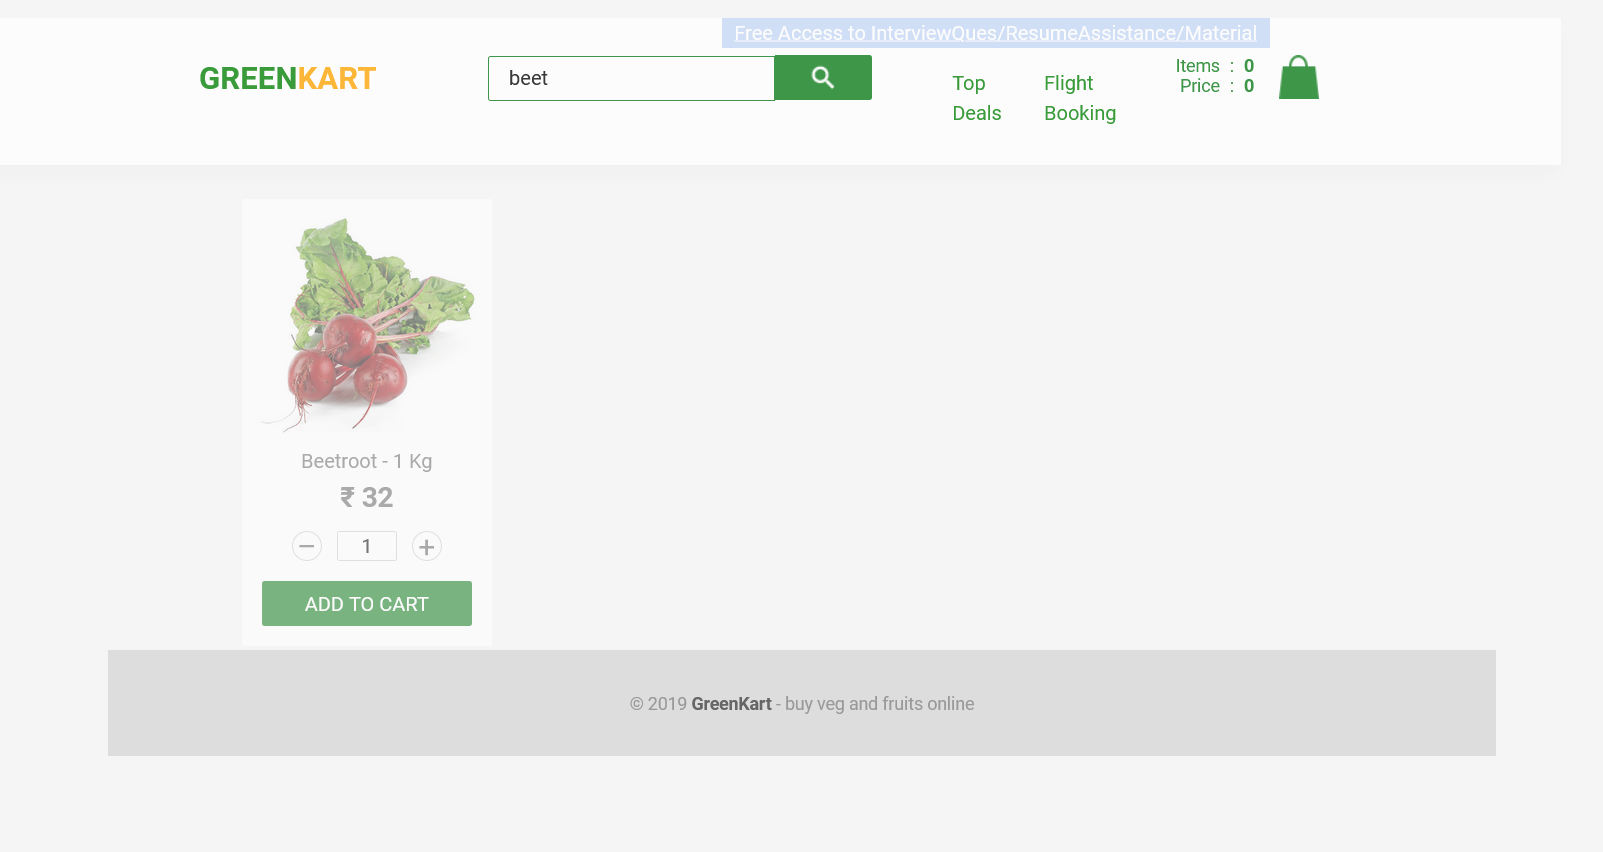 Free Access to InterviewQues/ResumeAssistance/Material
GREENKART
beet
Top
Deals
Flight
Booking
Items : 0
Price : 0
Beetroot - 1 Kg
₹ 32
− 1 +
ADD TO CART
© 2019 GreenKart - buy veg and fruits online